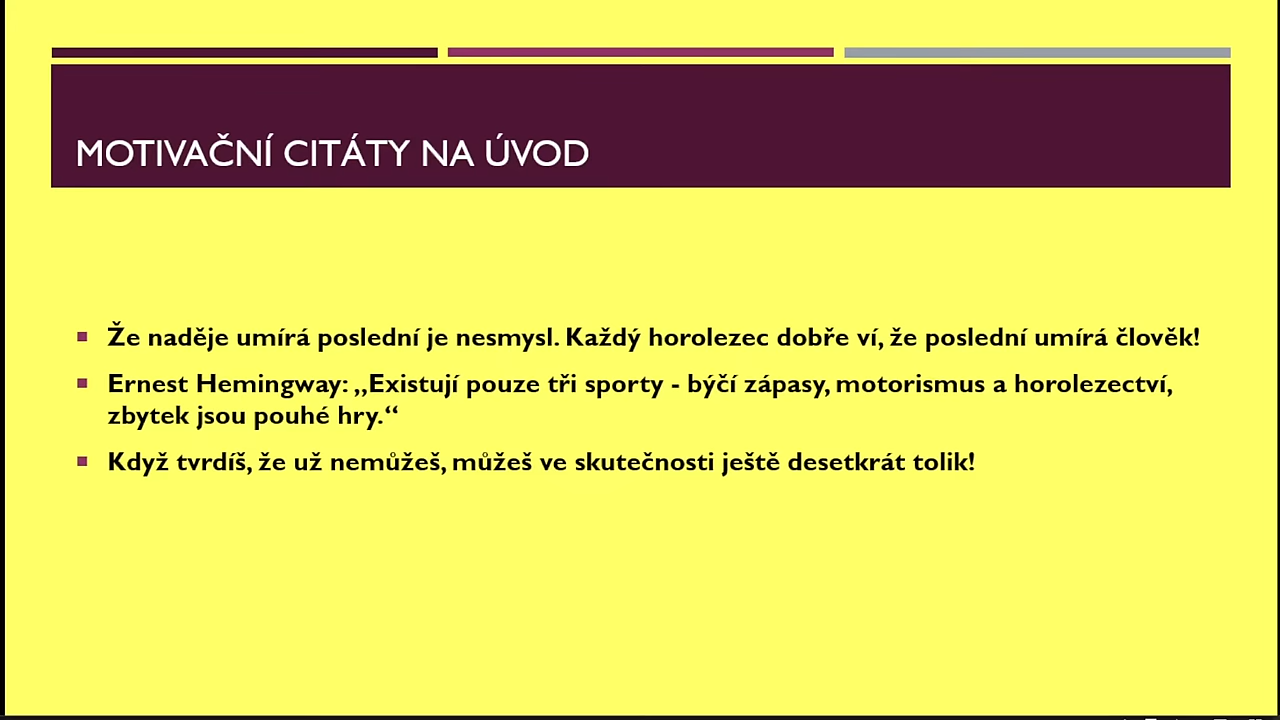 MOTIVAČNÍ CITÁTY NA ÚVOD
Že naděje umírá poslední je nesmysl. Každý horolezec dobře ví, že poslední umírá člověk!
Ernest Hemingway: „Existují pouze tři sporty - býčí zápasy, motorismus a horolezectví,
zbytek jsou pouhé hry.“
Když tvrdíš, že už nemůžeš, můžeš ve skutečnosti ještě desetkrát tolik!